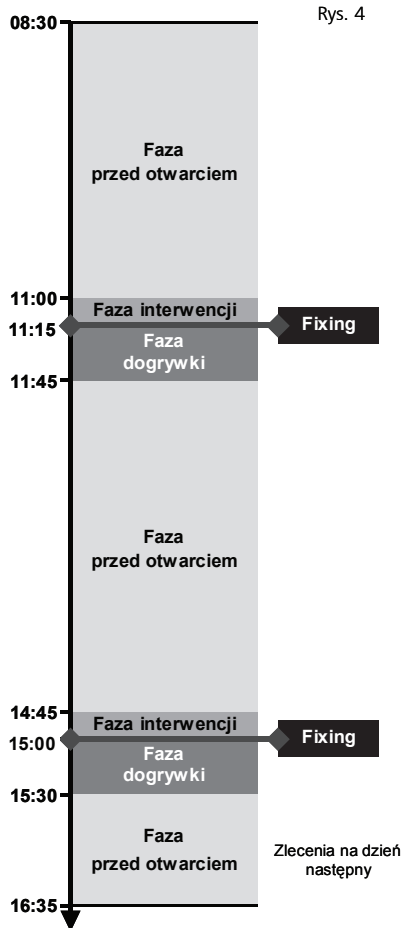 Rys. 4
08:30
Faza
przed otwarciem
11:00
Faza interwencji
11:15
Fixing
Faza
dogrywki
11:45
Faza
przed otwarciem
14:45
Faza interwencji
15:00
Fixing
Faza
dogrywki
15:30
Faza
przed otwarciem
Zlecenia na dzień
następny
16:35